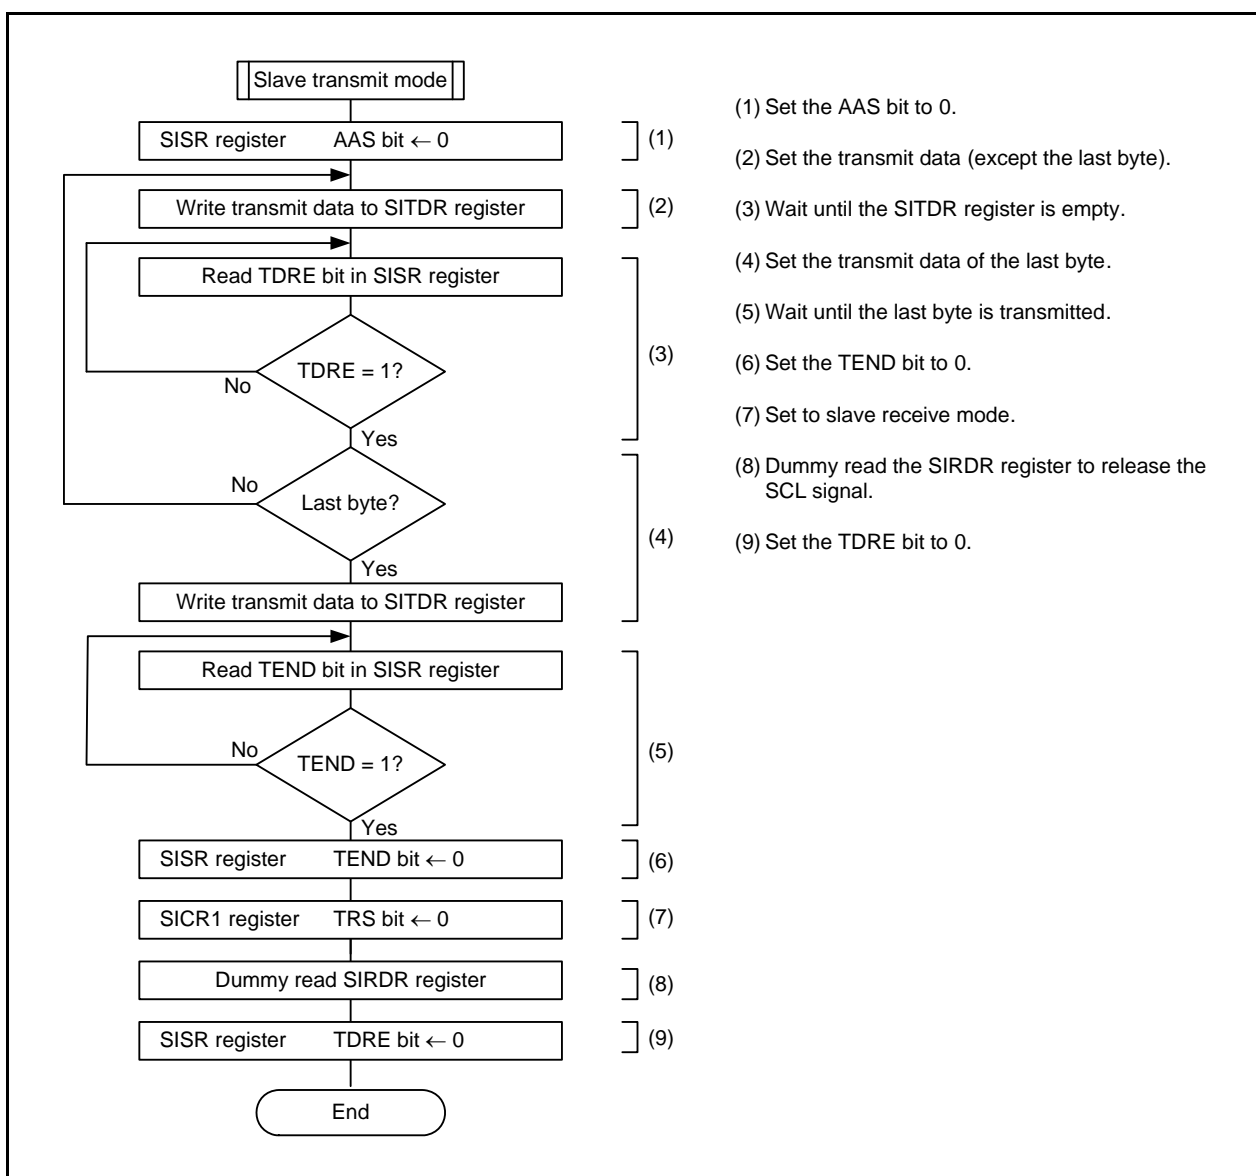 Slave transmit mode
SISR register AAS bit ← 0
(1)
Write transmit data to SITDR register
(2)
Read TDRE bit in SISR register
TDRE = 1?
No
(3)
Yes
No
Last byte?
(4)
Yes
Write transmit data to SITDR register
Read TEND bit in SISR register
No
TEND = 1?
(5)
Yes
SISR register TEND bit ← 0
(6)
SICR1 register TRS bit ← 0
(7)
Dummy read SIRDR register
(8)
SISR register TDRE bit ← 0
(9)
End
(1) Set the AAS bit to 0.
(2) Set the transmit data (except the last byte).
(3) Wait until the SITDR register is empty.
(4) Set the transmit data of the last byte.
(5) Wait until the last byte is transmitted.
(6) Set the TEND bit to 0.
(7) Set to slave receive mode.
(8) Dummy read the SIRDR register to release the
SCL signal.
(9) Set the TDRE bit to 0.